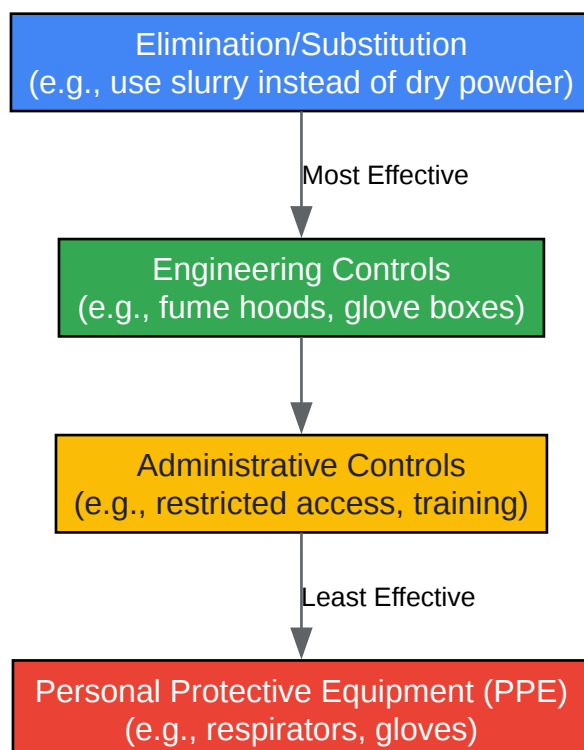 Elimination/Substitution
(e.g., use slurry instead of dry powder)
Most Effective
Engineering Controls
(e.g., fume hoods, glove boxes)
Administrative Controls
(e.g., restricted access, training)
Least Effective
Personal Protective Equipment (PPE)
(e.g., respirators, gloves)